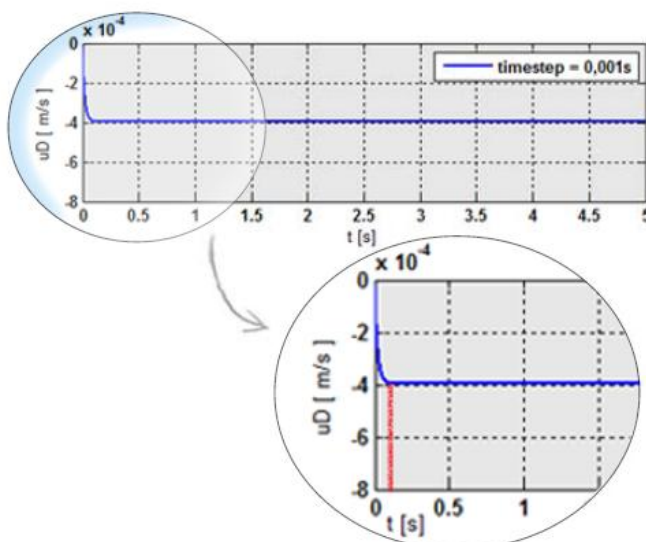 x 10⁻⁴
0
-2
-4
-6
-8
uD [ m/s ]
timestep = 0,001s
0 0.5 1 1.5 2 2.5 3 3.5 4 4.5 5
t [s]
x 10⁻⁴
0
-2
-4
-6
-8
uD [ m/s ]
0 0.5 1
t [s]